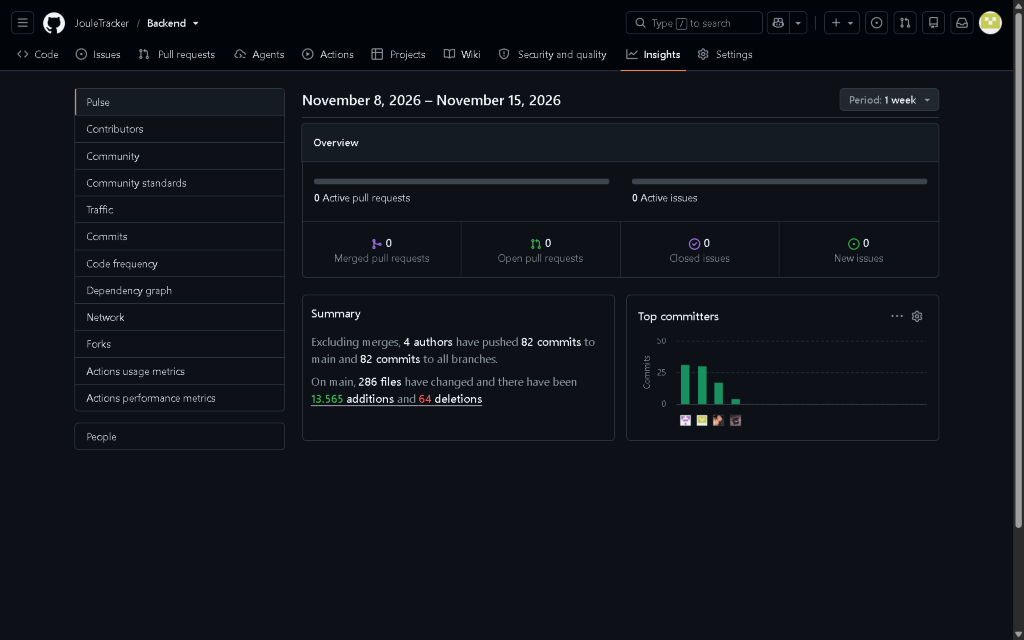 JouleTracker / Backend
Type / to search
Code Issues Pull requests Agents Actions Projects Wiki Security and quality Insights Settings
Pulse
Contributors
Community
Community standards
Traffic
Commits
Code frequency
Dependency graph
Network
Forks
Actions usage metrics
Actions performance metrics
People
November 8, 2026 – November 15, 2026
Period: 1 week
Overview
0 Active pull requests
0 Active issues
0
Merged pull requests
0
Open pull requests
0
Closed issues
0
New issues
Summary
Excluding merges, 4 authors have pushed 82 commits to
main and 82 commits to all branches.
On main, 286 files have changed and there have been
13.565 additions and 64 deletions
Top committers
50
25
0
Commits